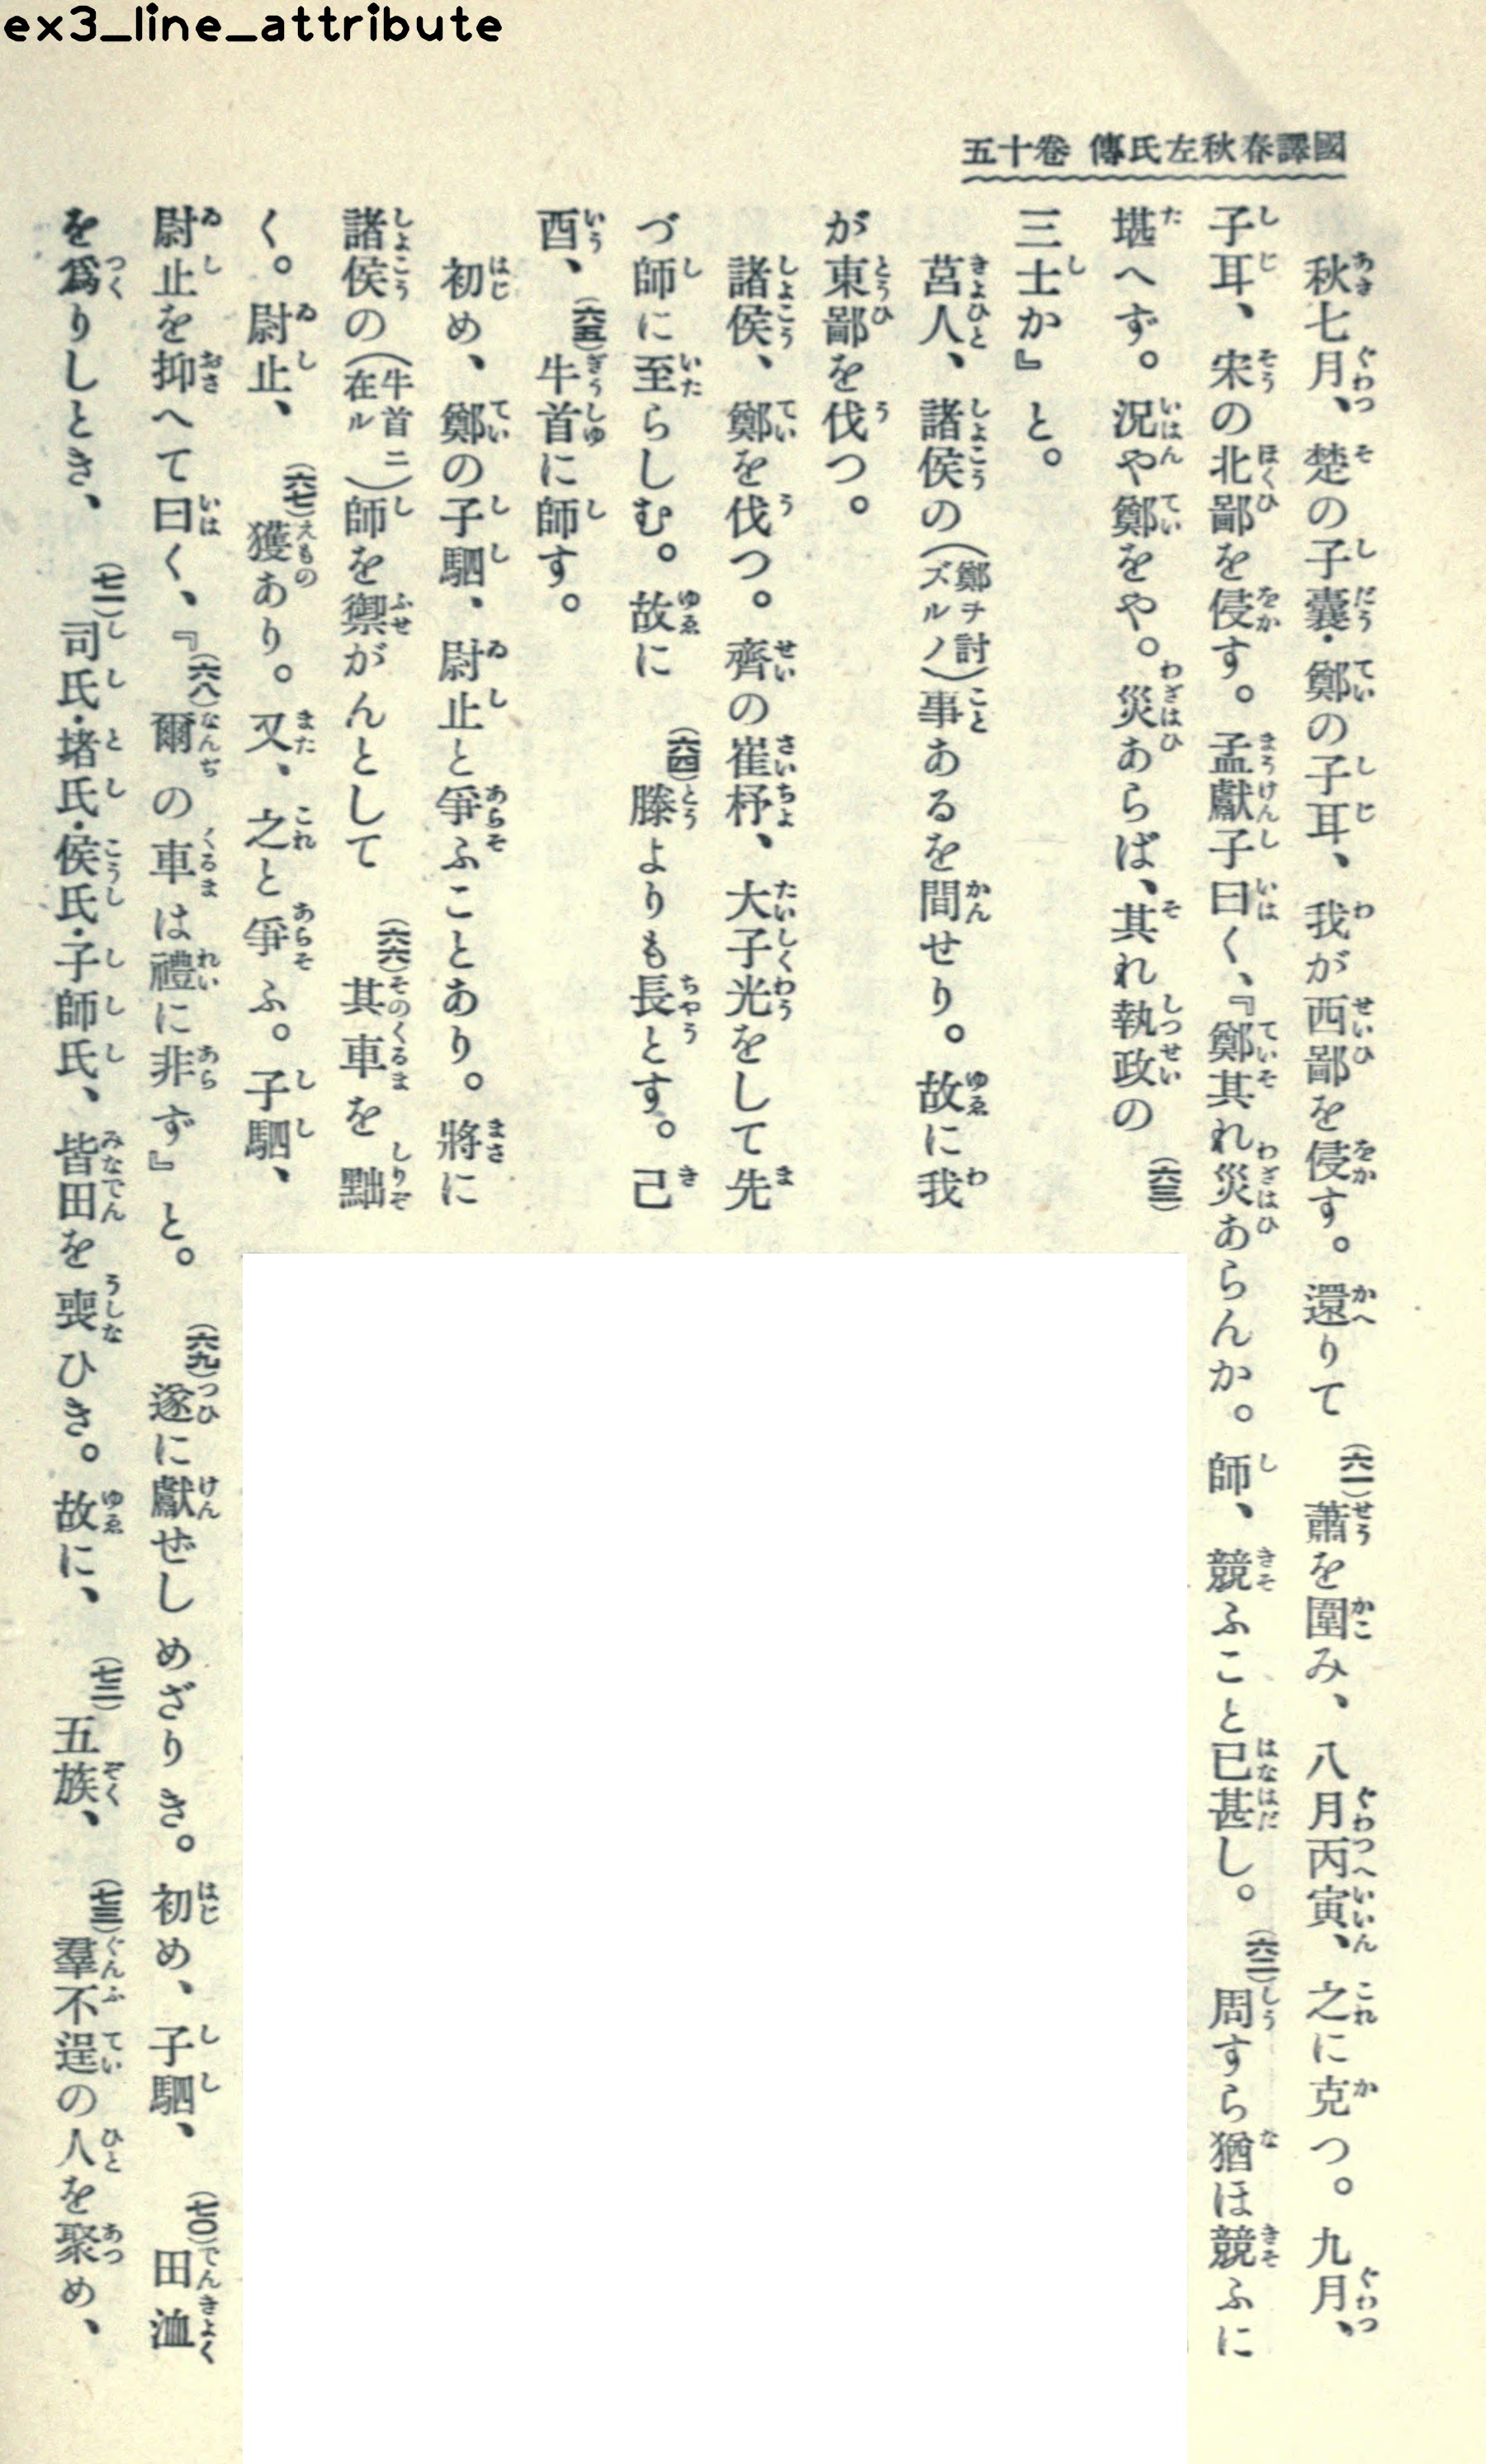 ex3_line_attribute
國譯春秋左氏傳 卷十五
秋七月、楚の子囊・鄭の子耳、我が西鄙を侵す。還りて(六一)蕭を圍み、八月丙寅、之に克つ。九月、
子耳、宋の北鄙を侵す。孟獻子曰く、『鄭其れ災あらんか。師、競ふこと已甚し。(六二)周すら猶ほ競ふに
堪へず。況や鄭をや。災あらば、其れ執政の(六三)
三士か』と。
莒人、諸侯の(鄭ヲ討ズルノ)事あるを間せり。故に我
が東鄙を伐つ。
諸侯、鄭を伐つ。齊の崔杼、大子光をして先
づ師に至らしむ。故に(六四)滕よりも長とす。己
酉、(六五)牛首に師す。
初め、鄭の子駟、尉止と爭ふことあり。將に
諸侯の(牛首ニ在ル)師を禦がんとして(六六)其車を黜
く。尉止、(六七)獲あり。又、之と爭ふ。子駟、
尉止を抑へて曰く、『(六八)爾の車は禮に非ず』と。(六九)遂に獻ぜしめざりき。初め、子駟、(七〇)田洫
を爲りしとき、(七一)司氏・堵氏・侯氏・子師氏、皆田を喪ひき。故に、(七二)五族、(七三)羣不逞の人を聚め、